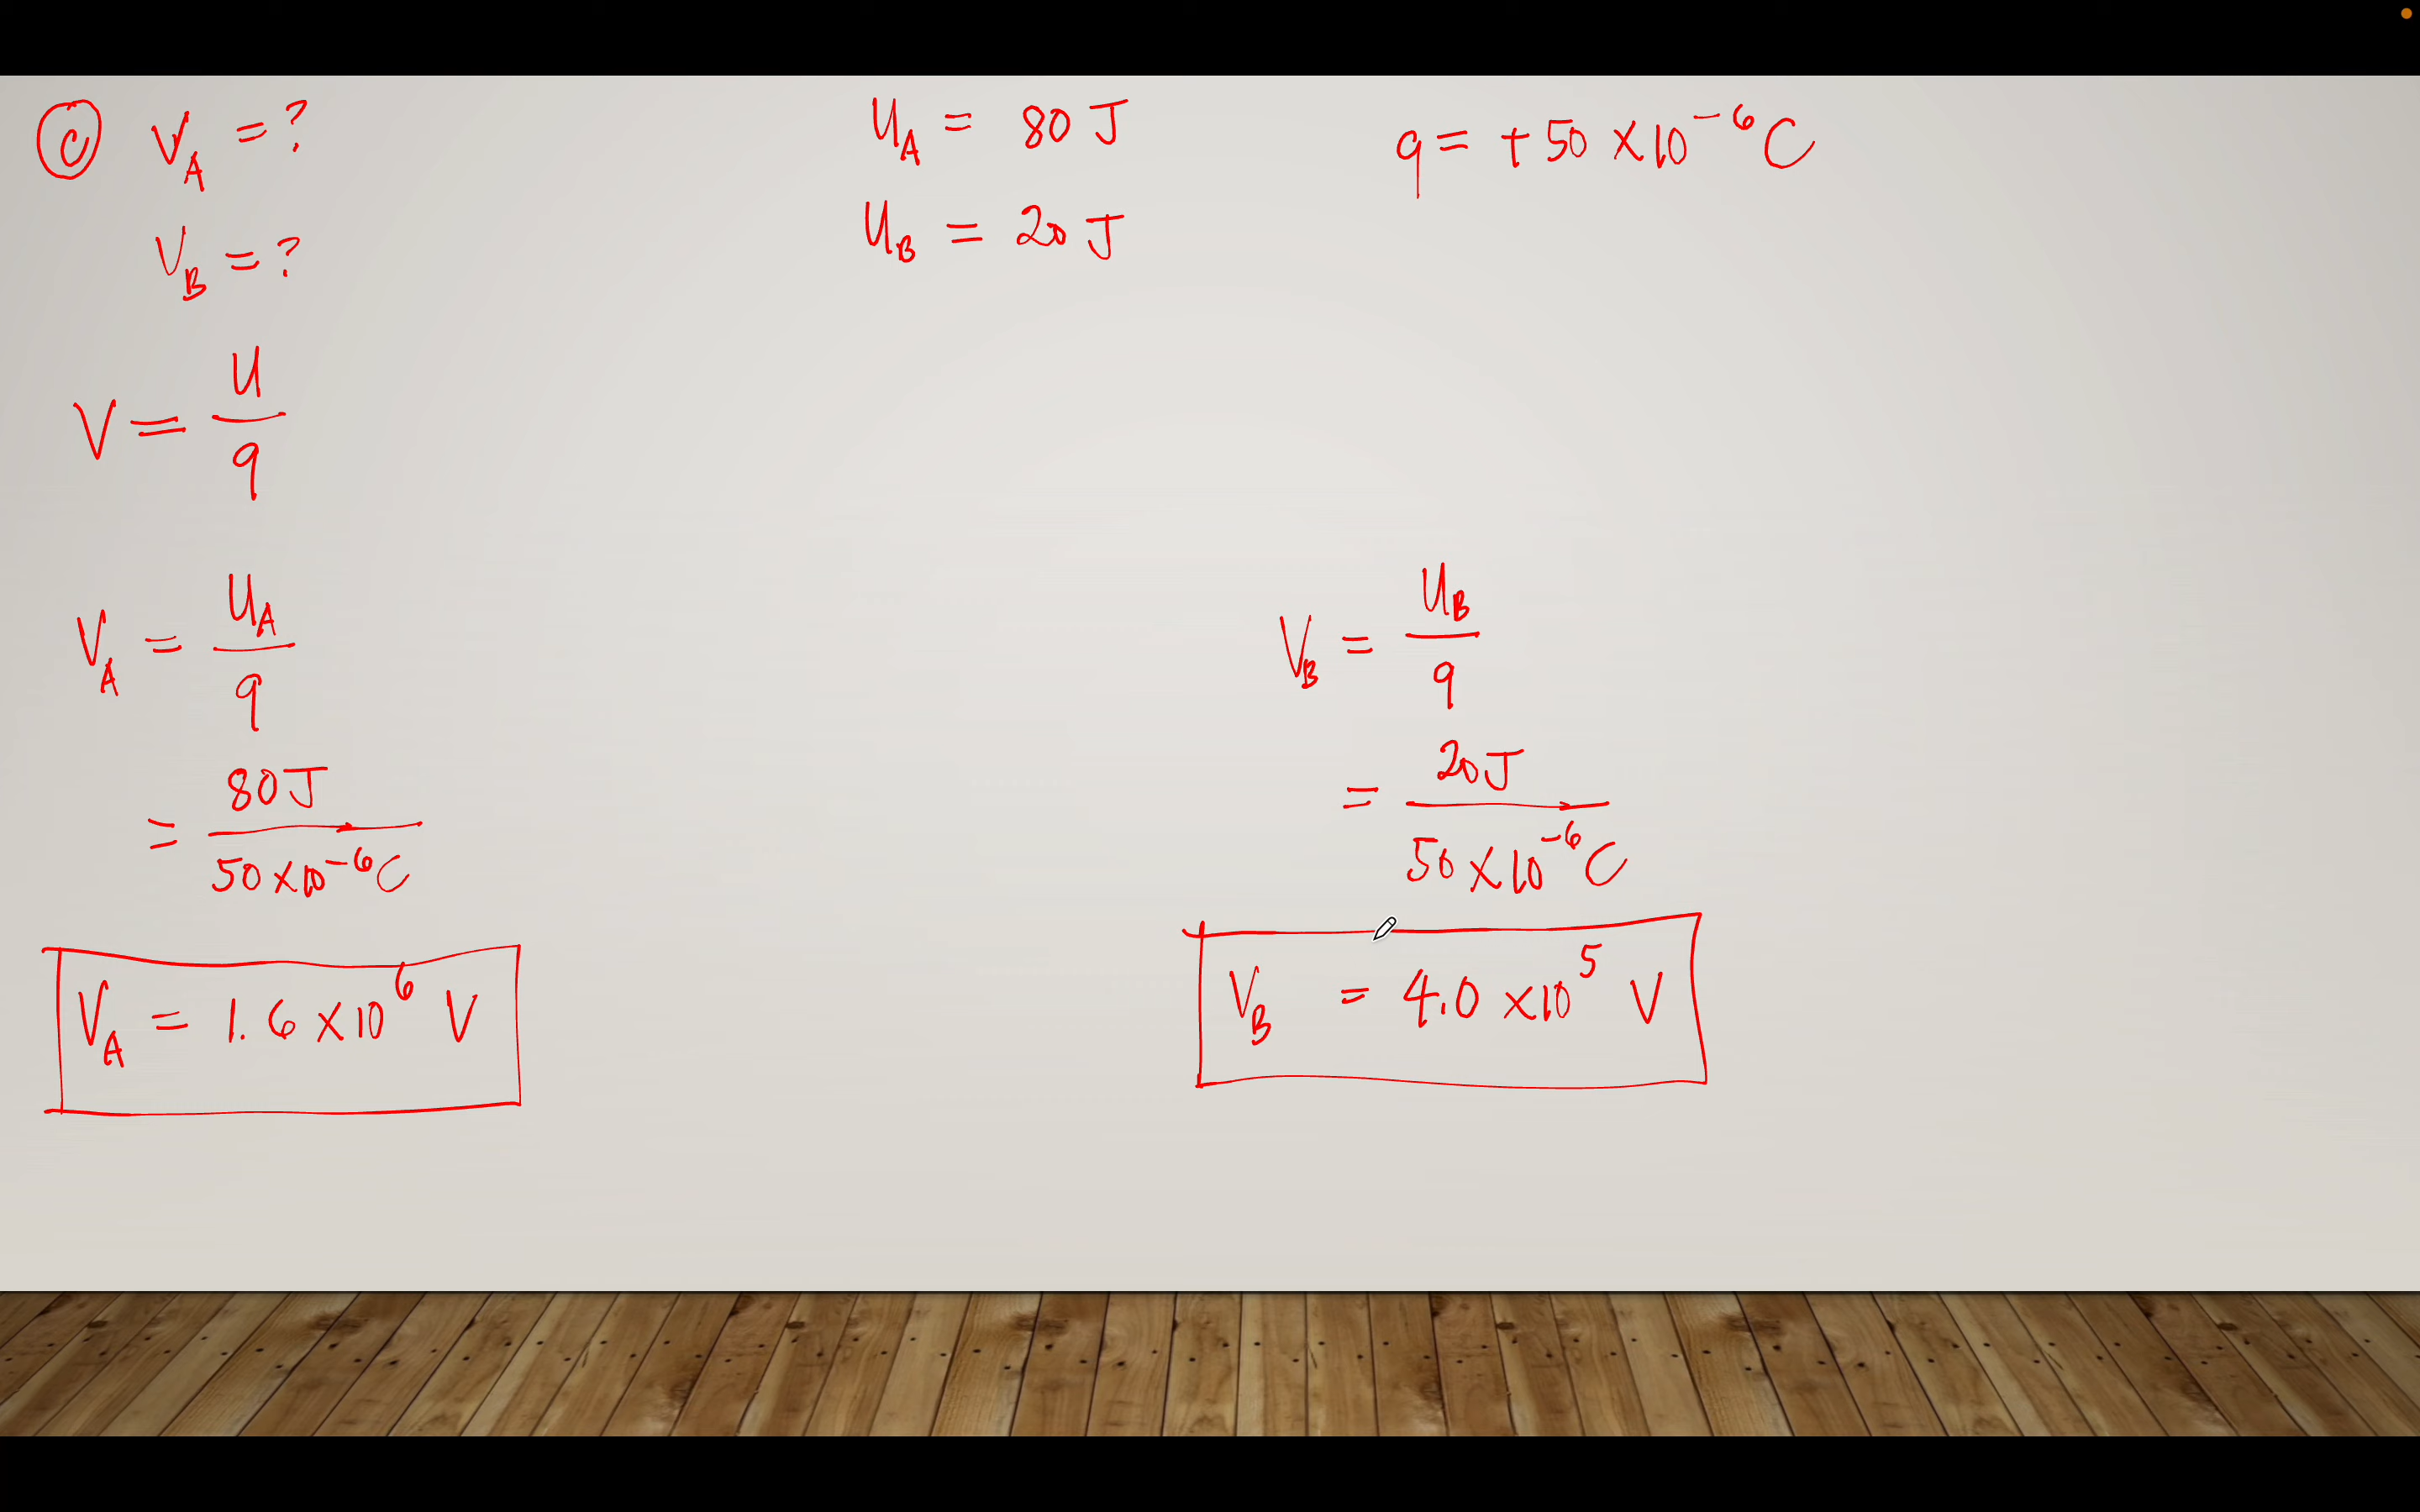 ⓒ V_A = ?
U_A = 80 J
q = +50 × 10^-6 C
V_B = ?
U_B = 20 J
V = U/q
V_A = U_A/q
= 80 J / 50 × 10^-6 C
V_A = 1.6 × 10^6 V
V_B = U_B/q
= 20 J / 50 × 10^-6 C
V_B = 4.0 × 10^5 V